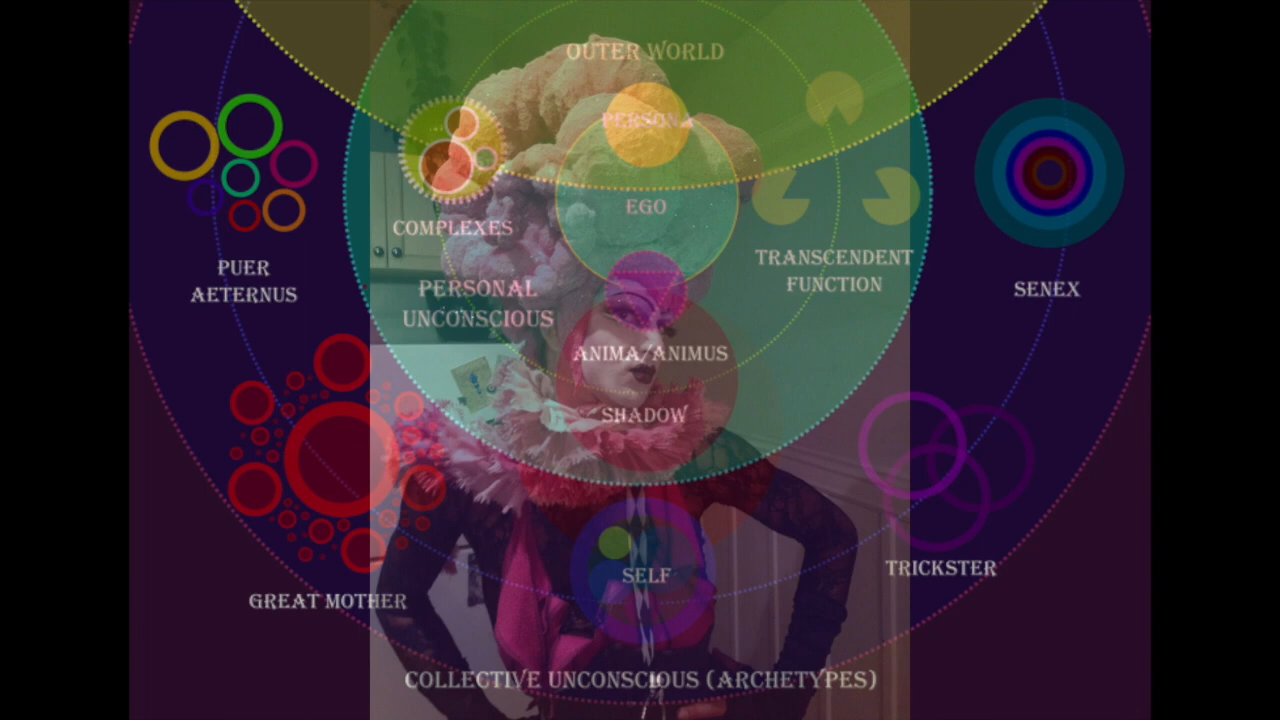 OUTER WORLD
PERSONA
EGO
COMPLEXES
TRANSCENDENT
FUNCTION
PUER
AETERNUS
SENEX
PERSONAL
UNCONSCIOUS
ANIMA/ANIMUS
SHADOW
SELF
TRICKSTER
GREAT MOTHER
COLLECTIVE UNCONSCIOUS (ARCHETYPES)